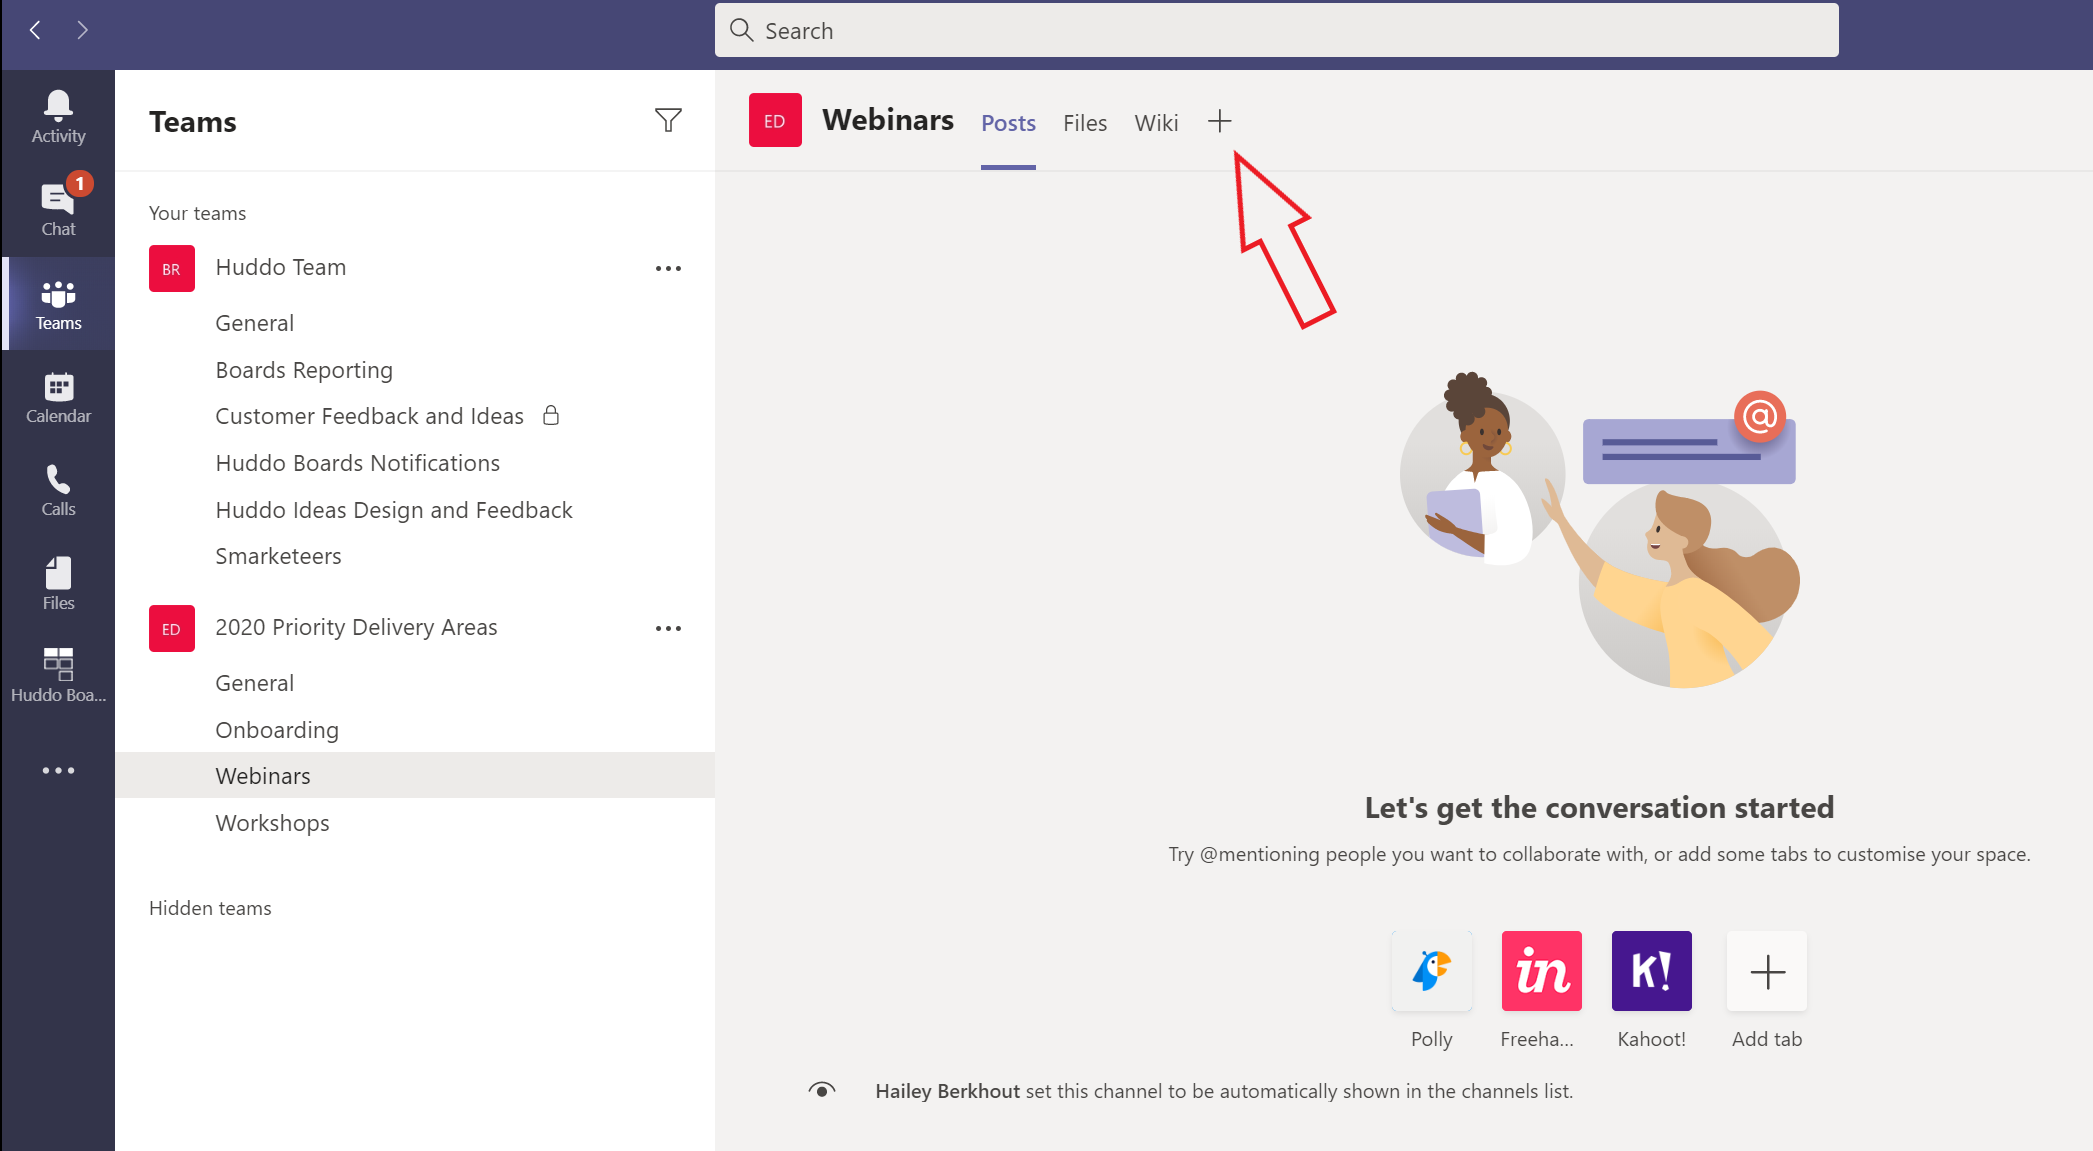 Search
Activity
1
Chat
Teams
Calendar
Calls
Files
Huddo Boa...
Teams
Your teams
BR Huddo Team
General
Boards Reporting
Customer Feedback and Ideas
Huddo Boards Notifications
Huddo Ideas Design and Feedback
Smarketeers
ED 2020 Priority Delivery Areas
General
Onboarding
Webinars
Workshops
Hidden teams
ED Webinars Posts Files Wiki
@
Let's get the conversation started
Try @mentioning people you want to collaborate with, or add some tabs to customise your space.
in K!
Polly Freeha... Kahoot! Add tab
Hailey Berkhout set this channel to be automatically shown in the channels list.